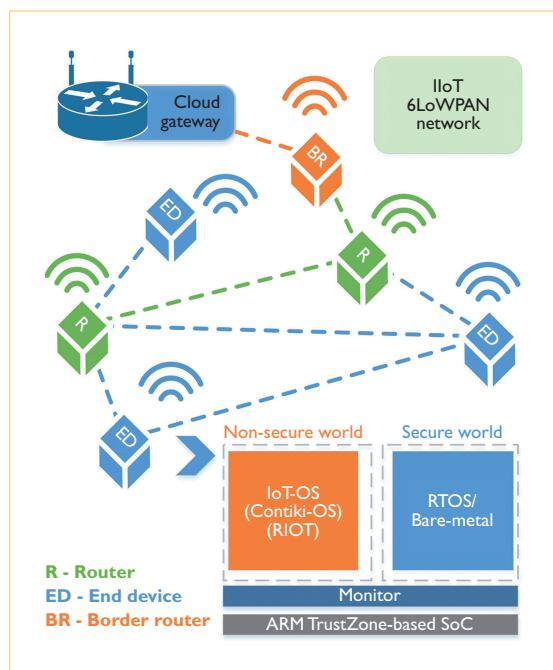 Cloud
gateway
IIoT
6LoWPAN
network
BR
ED
R
R
ED
ED
Non-secure world
Secure world
IoT-OS
(Contiki-OS)
(RIOT)
RTOS/
Bare-metal
Monitor
ARM TrustZone-based SoC
R - Router
ED - End device
BR - Border router